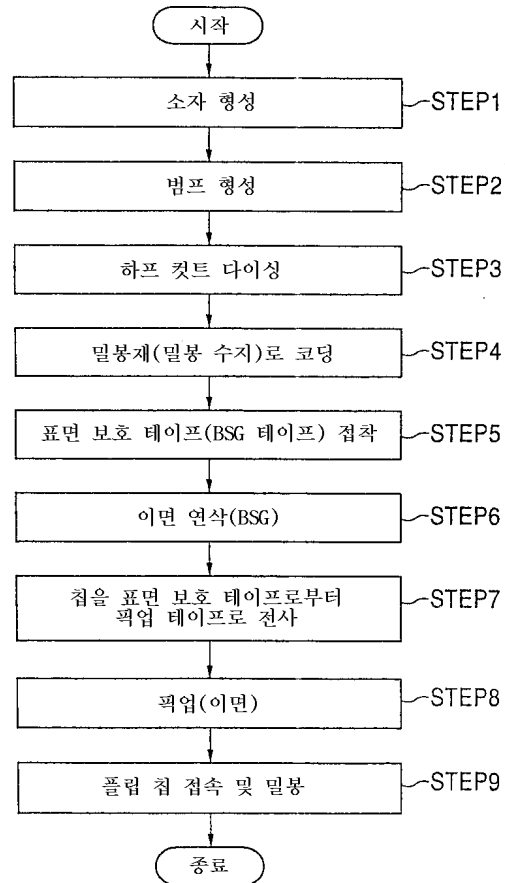 시작
소자 형성
STEP1
범프 형성
STEP2
하프 컷트 다이싱
STEP3
밀봉재(밀봉 수지)로 코딩
STEP4
표면 보호 테이프(BSG 테이프) 접착
STEP5
이면 연삭(BSG)
STEP6
칩을 표면 보호 테이프로부터
픽업 테이프로 전사
STEP7
픽업(이면)
STEP8
플립 칩 접속 및 밀봉
STEP9
종료